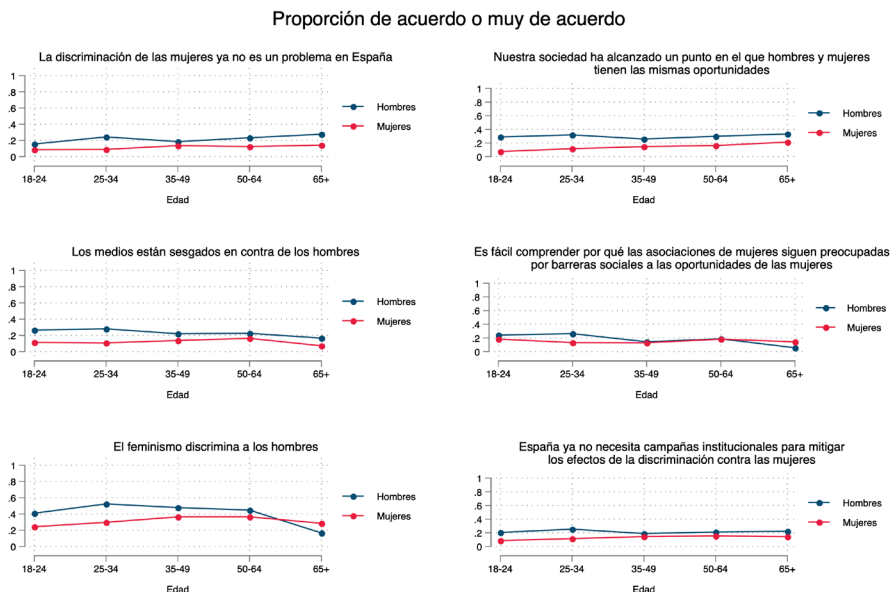 Proporción de acuerdo o muy de acuerdo
La discriminación de las mujeres ya no es un problema en España
1
.8
.6
.4
.2
0
18-24 25-34 35-49 50-64 65+
Edad
Hombres
Mujeres
Nuestra sociedad ha alcanzado un punto en el que hombres y mujeres
tienen las mismas oportunidades
1
.8
.6
.4
.2
0
18-24 25-34 35-49 50-64 65+
Edad
Hombres
Mujeres
Los medios están sesgados en contra de los hombres
1
.8
.6
.4
.2
0
18-24 25-34 35-49 50-64 65+
Edad
Hombres
Mujeres
Es fácil comprender por qué las asociaciones de mujeres siguen preocupadas
por barreras sociales a las oportunidades de las mujeres
1
.8
.6
.4
.2
0
18-24 25-34 35-49 50-64 65+
Edad
Hombres
Mujeres
El feminismo discrimina a los hombres
1
.8
.6
.4
.2
0
18-24 25-34 35-49 50-64 65+
Edad
Hombres
Mujeres
España ya no necesita campañas institucionales para mitigar
los efectos de la discriminación contra las mujeres
1
.8
.6
.4
.2
0
18-24 25-34 35-49 50-64 65+
Edad
Hombres
Mujeres